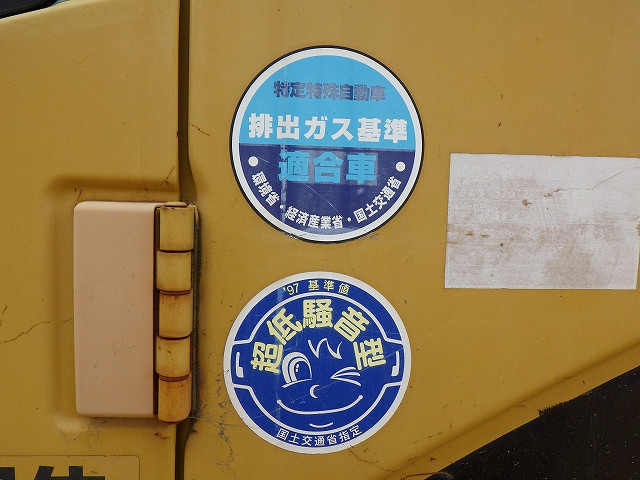 特定特殊自動車
排出ガス基準
適合車
環境省・経済産業省・国土交通省
'97 基準値
超低騒音型
国土交通省指定